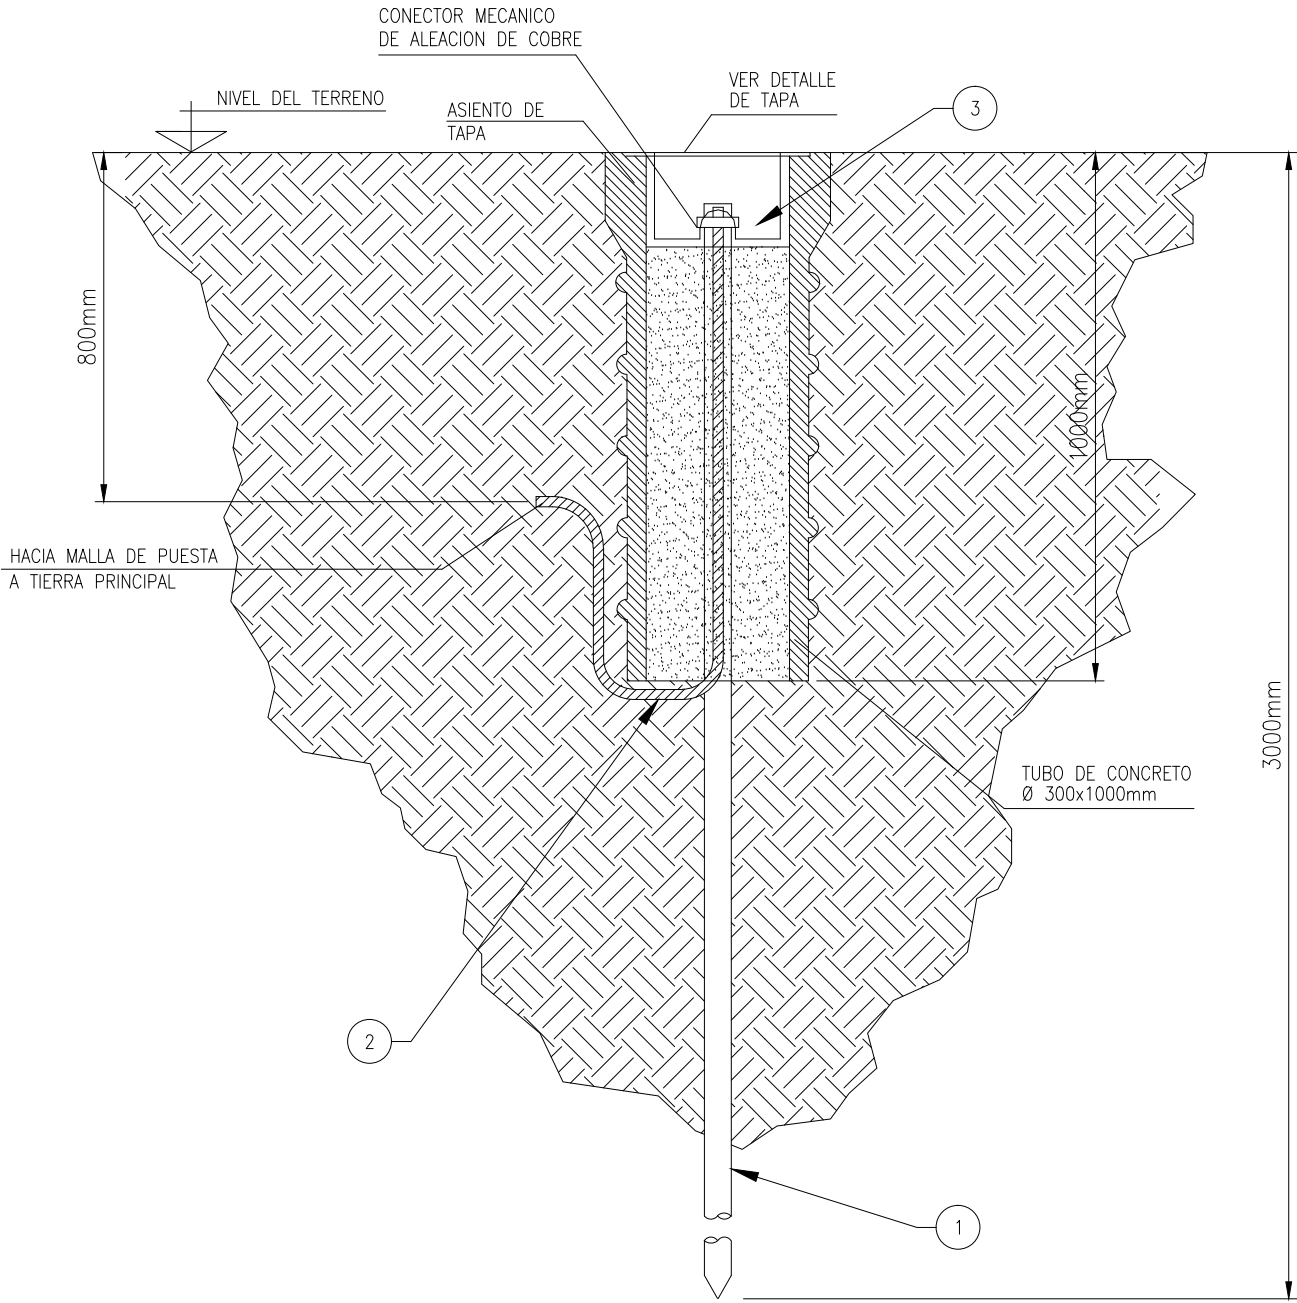 CONECTOR MECANICO
DE ALEACION DE COBRE
NIVEL DEL TERRENO
ASIENTO DE
TAPA
VER DETALLE
DE TAPA
3
800mm
1000mm
3000mm
HACIA MALLA DE PUESTA
A TIERRA PRINCIPAL
TUBO DE CONCRETO
Ø 300x1000mm
2
1